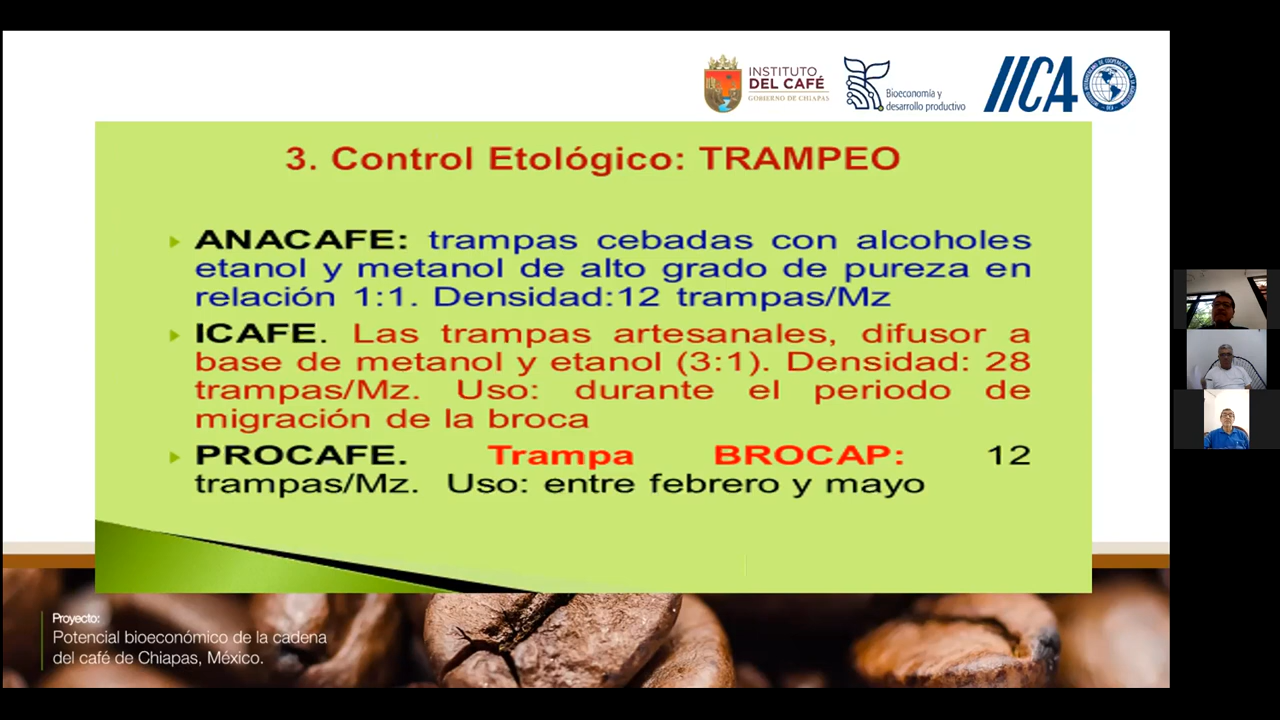 INSTITUTO
DEL CAFÉ
GOBIERNO DE CHIAPAS
Bioeconomía y
desarrollo productivo
IICA
3. Control Etológico: TRAMPEO
ANACAFE: trampas cebadas con alcoholes
etanol y metanol de alto grado de pureza en
relación 1:1. Densidad:12 trampas/Mz
ICAFE. Las trampas artesanales, difusor a
base de metanol y etanol (3:1). Densidad: 28
trampas/Mz. Uso: durante el periodo de
migración de la broca
PROCAFE. Trampa BROCAP: 12
trampas/Mz. Uso: entre febrero y mayo
Proyecto:
Potencial bioeconómico de la cadena
del café de Chiapas, México.